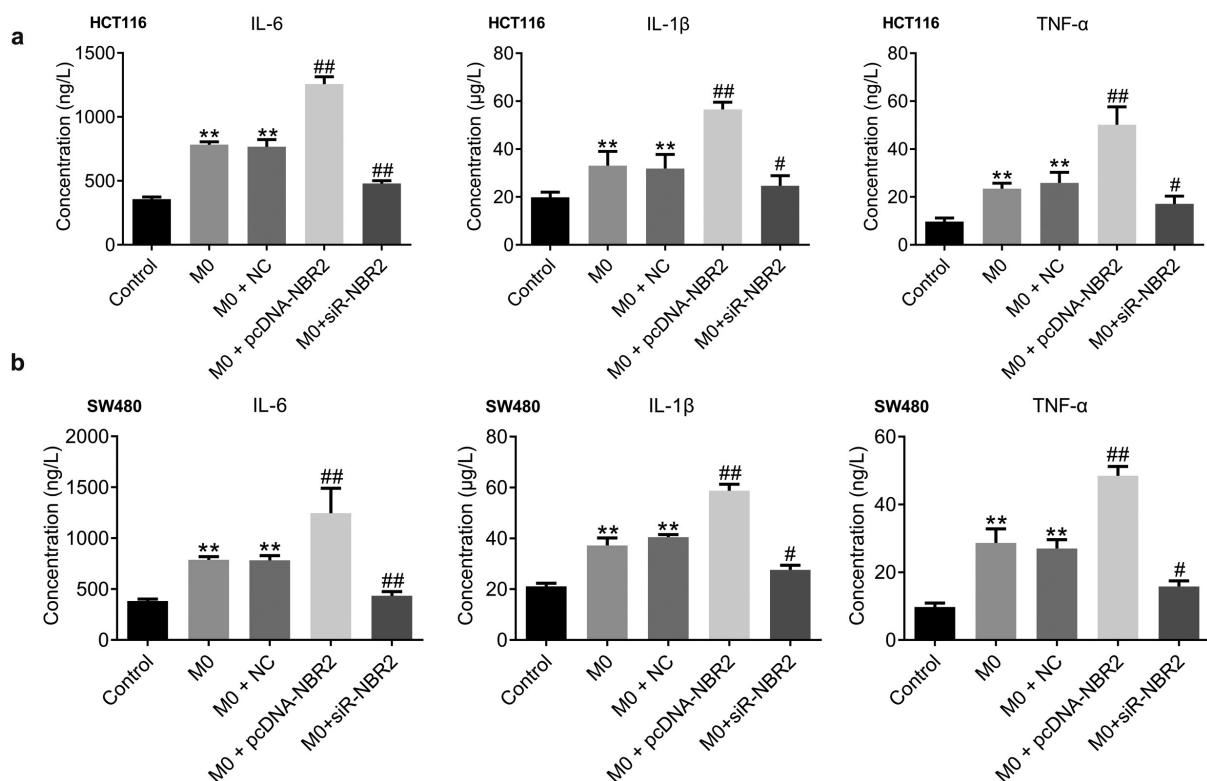 a
HCT116 IL-6
Concentration (ng/L)
1500
1000
500
0
** ** ## ##
Control
M0
M0 + NC
M0 + pcDNA-NBR2
M0+siR-NBR2
HCT116 IL-1β
Concentration (μg/L)
80
60
40
20
0
** ** ## #
Control
M0
M0 + NC
M0 + pcDNA-NBR2
M0+siR-NBR2
HCT116 TNF-α
Concentration (ng/L)
80
60
40
20
0
** ** ## #
Control
M0
M0 + NC
M0 + pcDNA-NBR2
M0+siR-NBR2
b
SW480 IL-6
Concentration (ng/L)
2000
1500
1000
500
0
** ** ## ##
Control
M0
M0 + NC
M0 + pcDNA-NBR2
M0+siR-NBR2
SW480 IL-1β
Concentration (μg/L)
80
60
40
20
0
** ** ## #
Control
M0
M0 + NC
M0 + pcDNA-NBR2
M0+siR-NBR2
SW480 TNF-α
Concentration (ng/L)
60
40
20
0
** ** ## #
Control
M0
M0 + NC
M0 + pcDNA-NBR2
M0+siR-NBR2